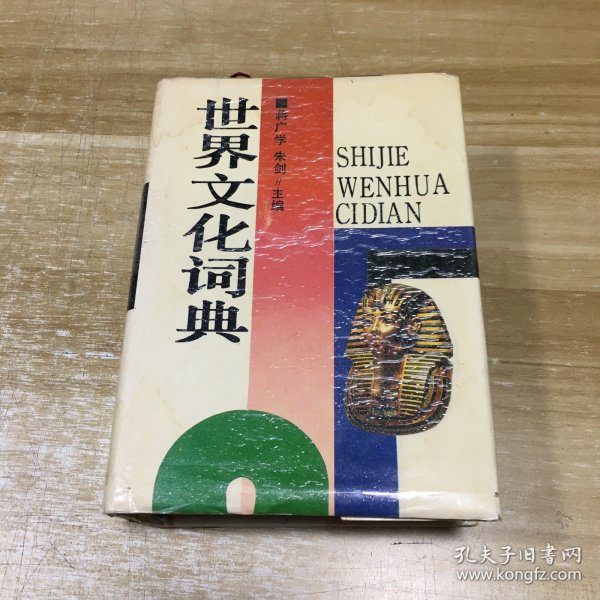 世界文化词典
蒋广学 朱剑//主编
SHIJIE
WENHUA
CIDIAN
孔夫子旧书网
www.kongfz.com